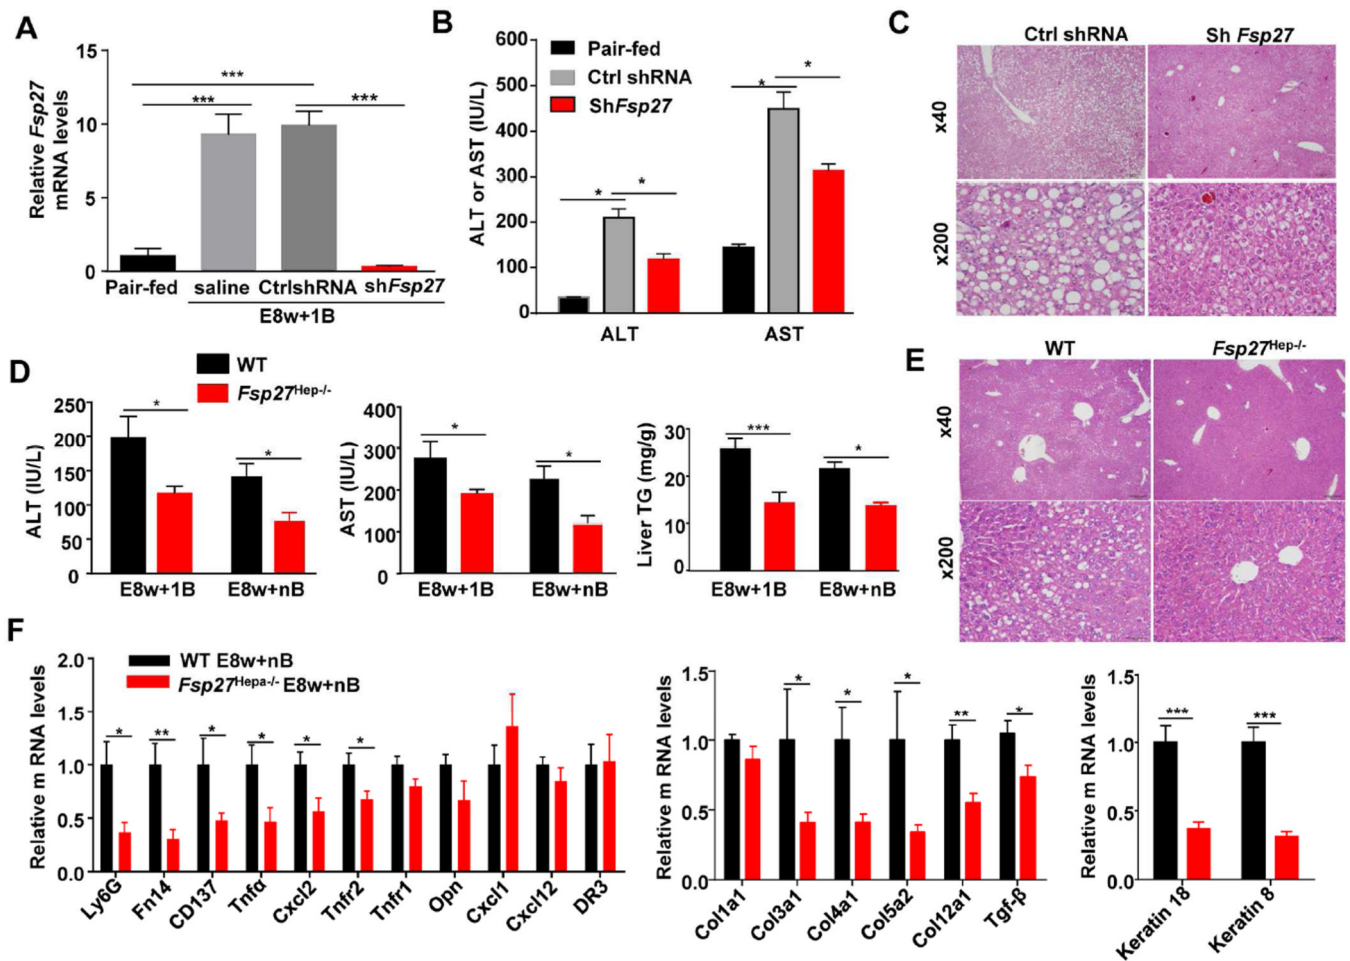 A
Relative Fsp27
mRNA levels
15
10
5
0
***
***
***
Pair-fed
saline
CtrlshRNA
shFsp27
E8w+1B
B
ALT or AST (IU/L)
600
500
400
300
200
100
0
Pair-fed
Ctrl shRNA
ShFsp27
*
*
*
*
ALT
AST
C
Ctrl shRNA
Sh Fsp27
x40
x200
D
WT
Fsp27Hep-/-
ALT (IU/L)
250
200
150
100
50
0
*
*
E8w+1B
E8w+nB
AST (IU/L)
400
300
200
100
0
*
*
E8w+1B
E8w+nB
Liver TG (mg/g)
30
20
10
0
***
*
E8w+1B
E8w+nB
E
WT
Fsp27Hep-/-
x40
x200
F
WT E8w+nB
Fsp27Hepa-/- E8w+nB
Relative m RNA levels
2.0
1.5
1.0
0.5
0.0
*
**
*
*
*
*
Ly6G
Fn14
CD137
Tnfα
Cxcl2
Tnfr2
Tnfr1
Opn
Cxcl1
Cxcl12
DR3
Relative m RNA levels
1.5
1.0
0.5
0.0
*
*
*
**
*
Col1a1
Col3a1
Col4a1
Col5a2
Col12a1
Tgf-β
Relative m RNA levels
1.5
1.0
0.5
0.0
***
***
Keratin 18
Keratin 8